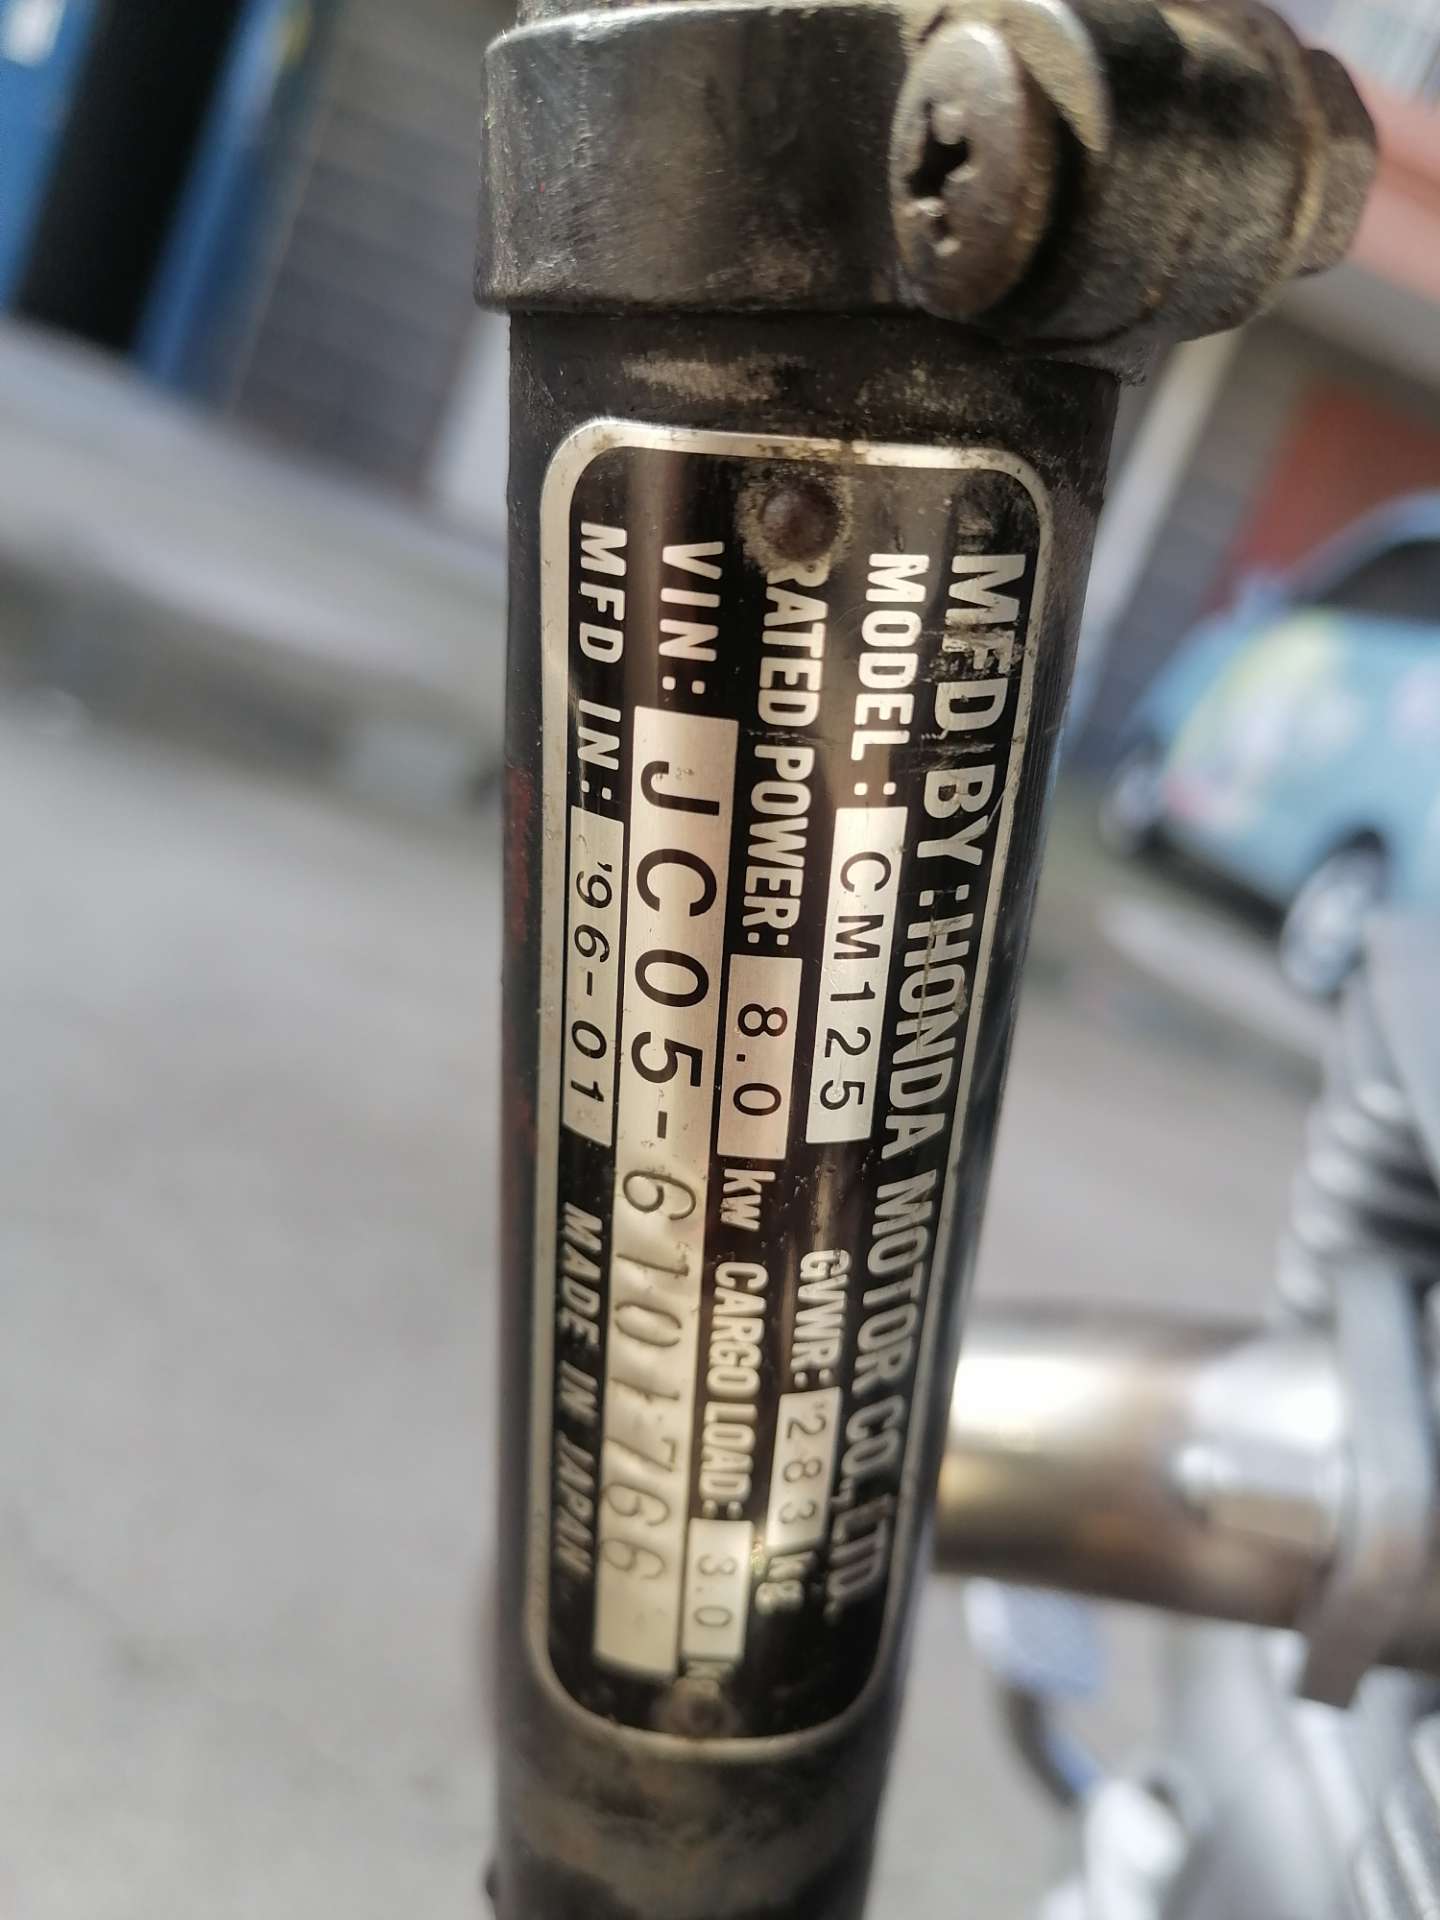 MFD BY : HONDA MOTOR CO., LTD.
MODEL : CM125 GVWR: 283 KG
RATED POWER: 8.0 kW CARGO LOAD: 3.0 KG
VIN: JC05-6101766
MFD IN: '96-01 MADE IN JAPAN